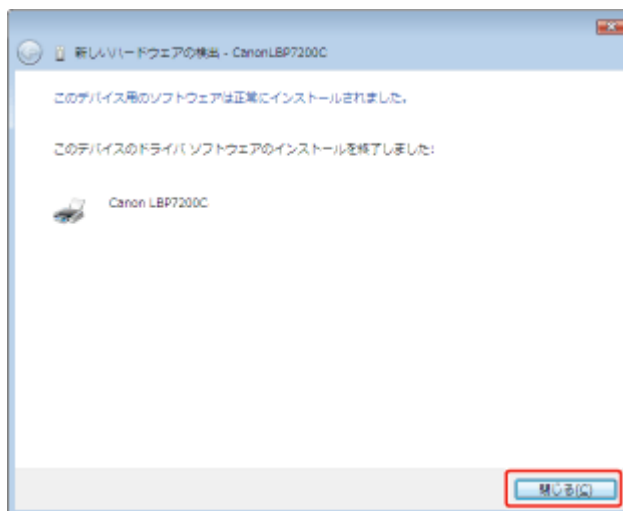 新しいハードウェアの検出 - CanonLBP7200C
このデバイス用のソフトウェアは正常にインストールされました。
このデバイスのドライバ ソフトウェアのインストールを終了しました:
Canon LBP7200C
閉じる(C)